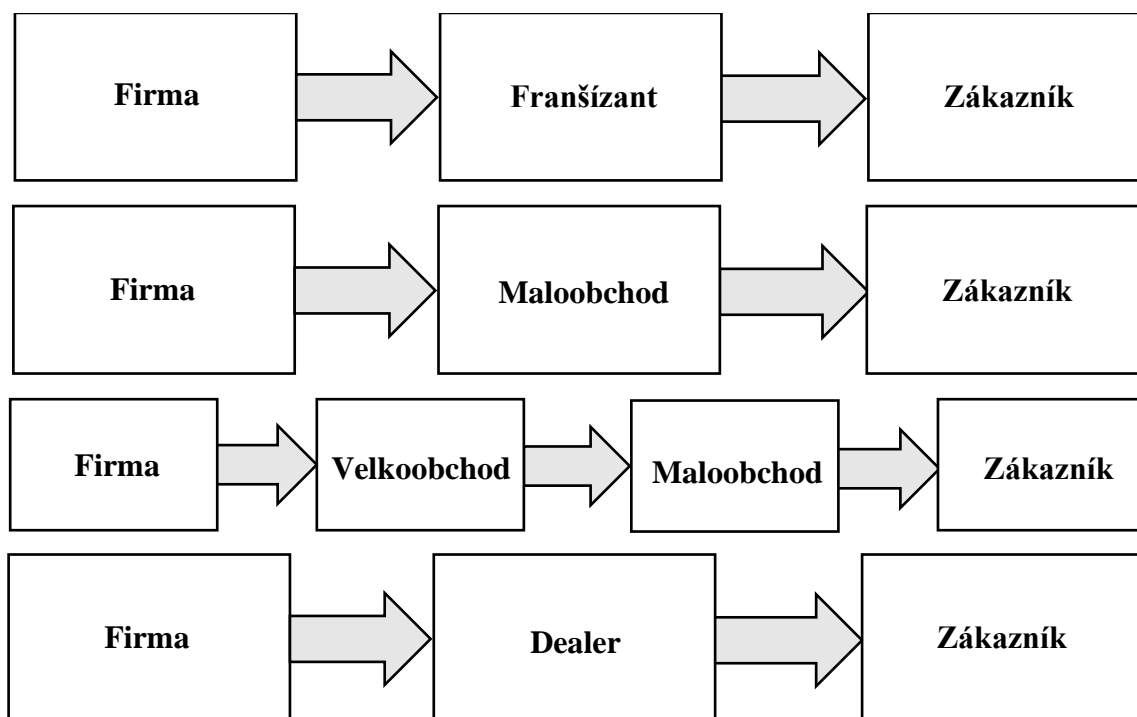 Firma Franšízant Zákazník
Firma Maloobchod Zákazník
Firma Velkoobchod Maloobchod Zákazník
Firma Dealer Zákazník